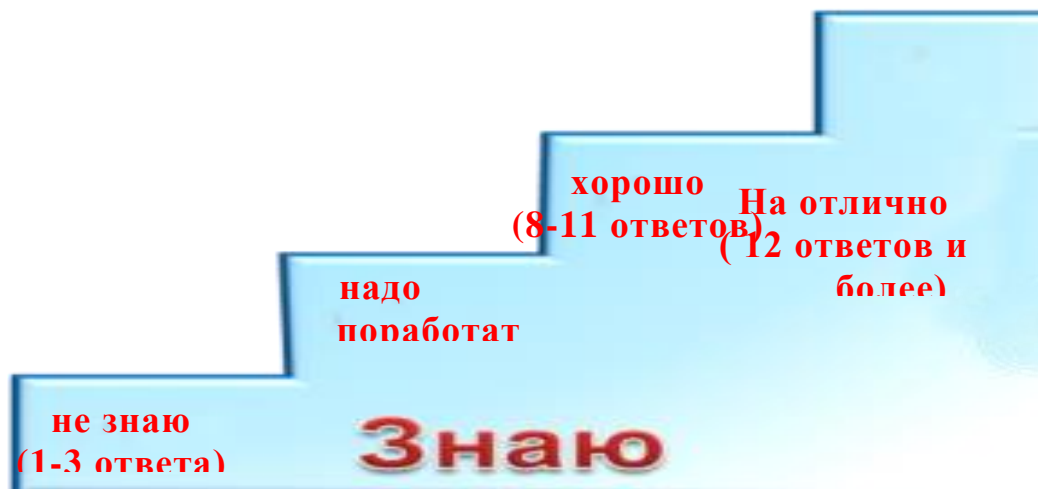 хорошо
(8-11 ответов)
На отлично
( 12 ответов и
более)
надо
поработат
не знаю
(1-3 ответа)
Знаю